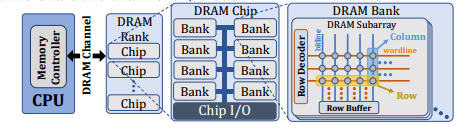 Memory
Controller
CPU
DRAM Channel
DRAM
Rank
Chip
Chip
Chip
DRAM Chip
Bank
Bank
Bank
Bank
Bank
Bank
Bank
Bank
Chip I/O
DRAM Bank
DRAM Subarray
Row Decoder
bitline
Column
wordline
Row
Row Buffer